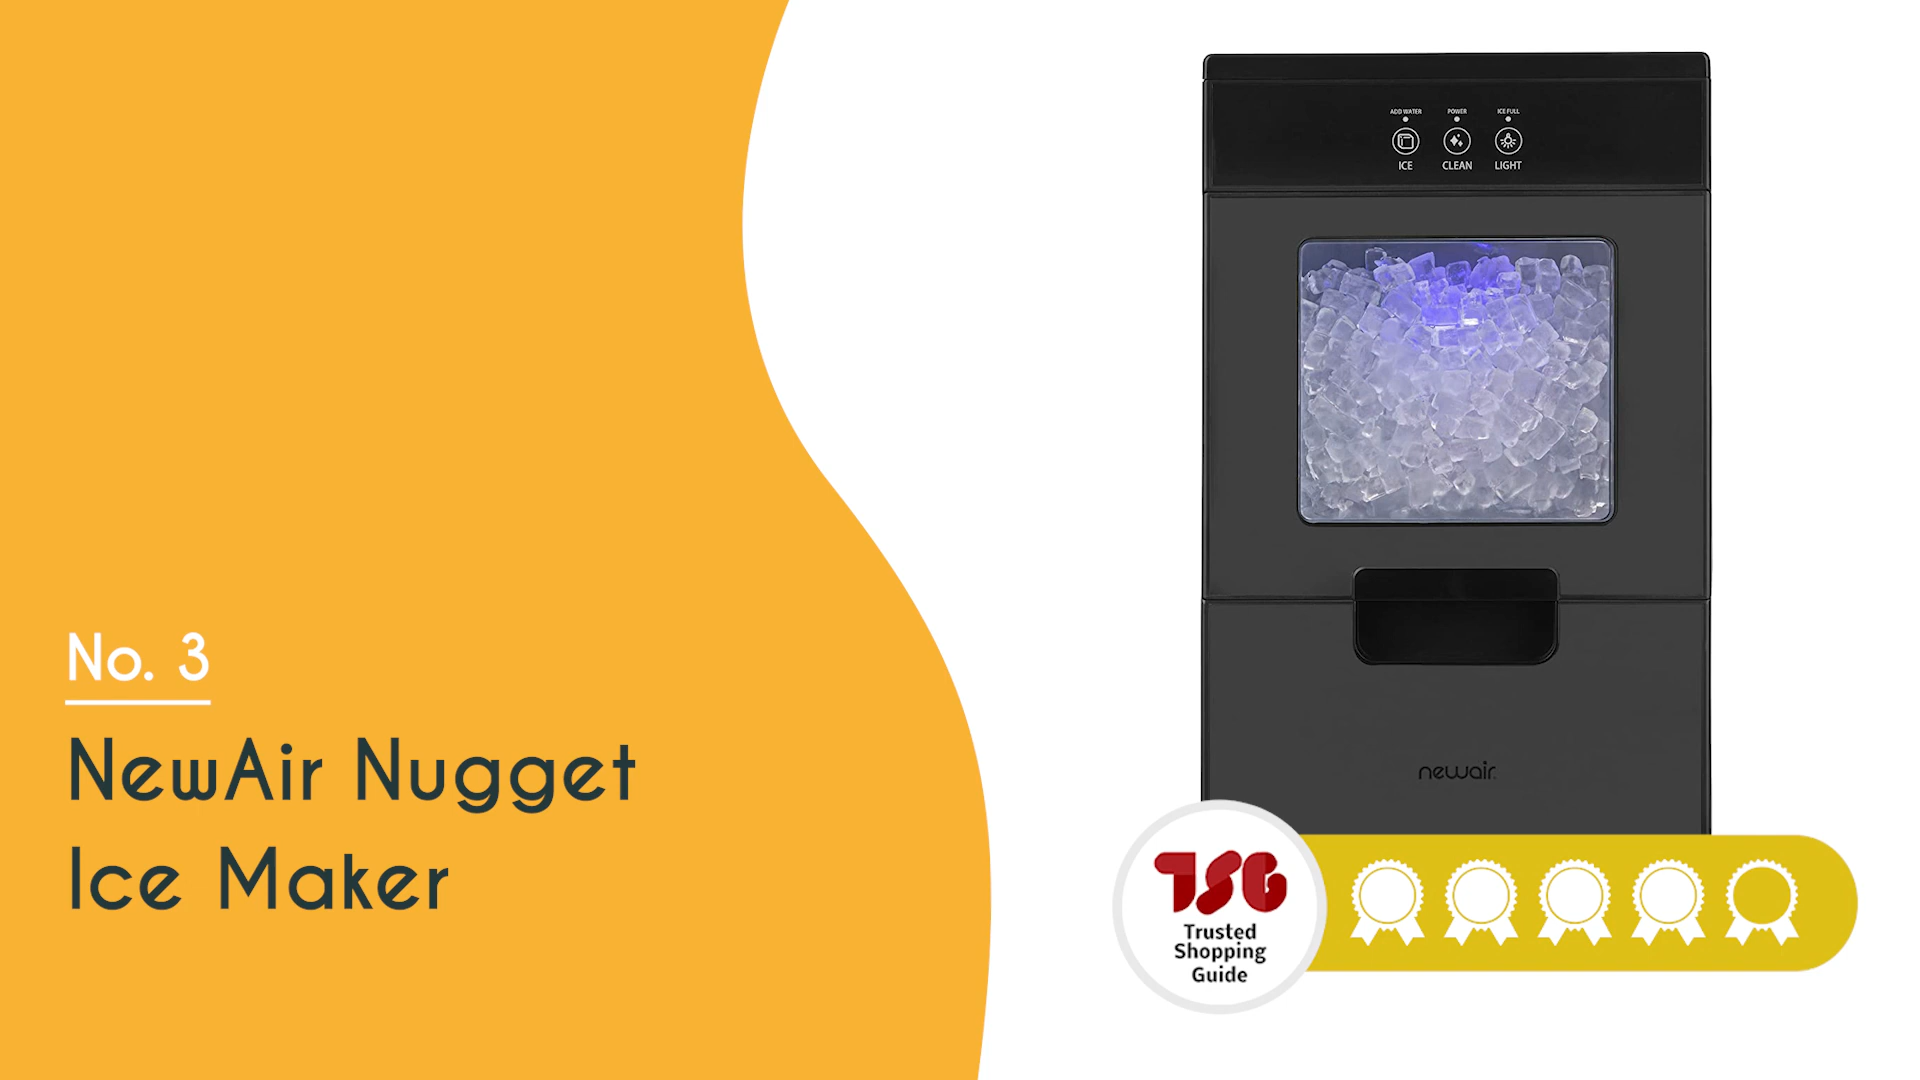 No. 3
NewAir Nugget
Ice Maker
ADD WATER POWER ICE FULL
ICE CLEAN LIGHT
newair
TSG
Trusted
Shopping
Guide